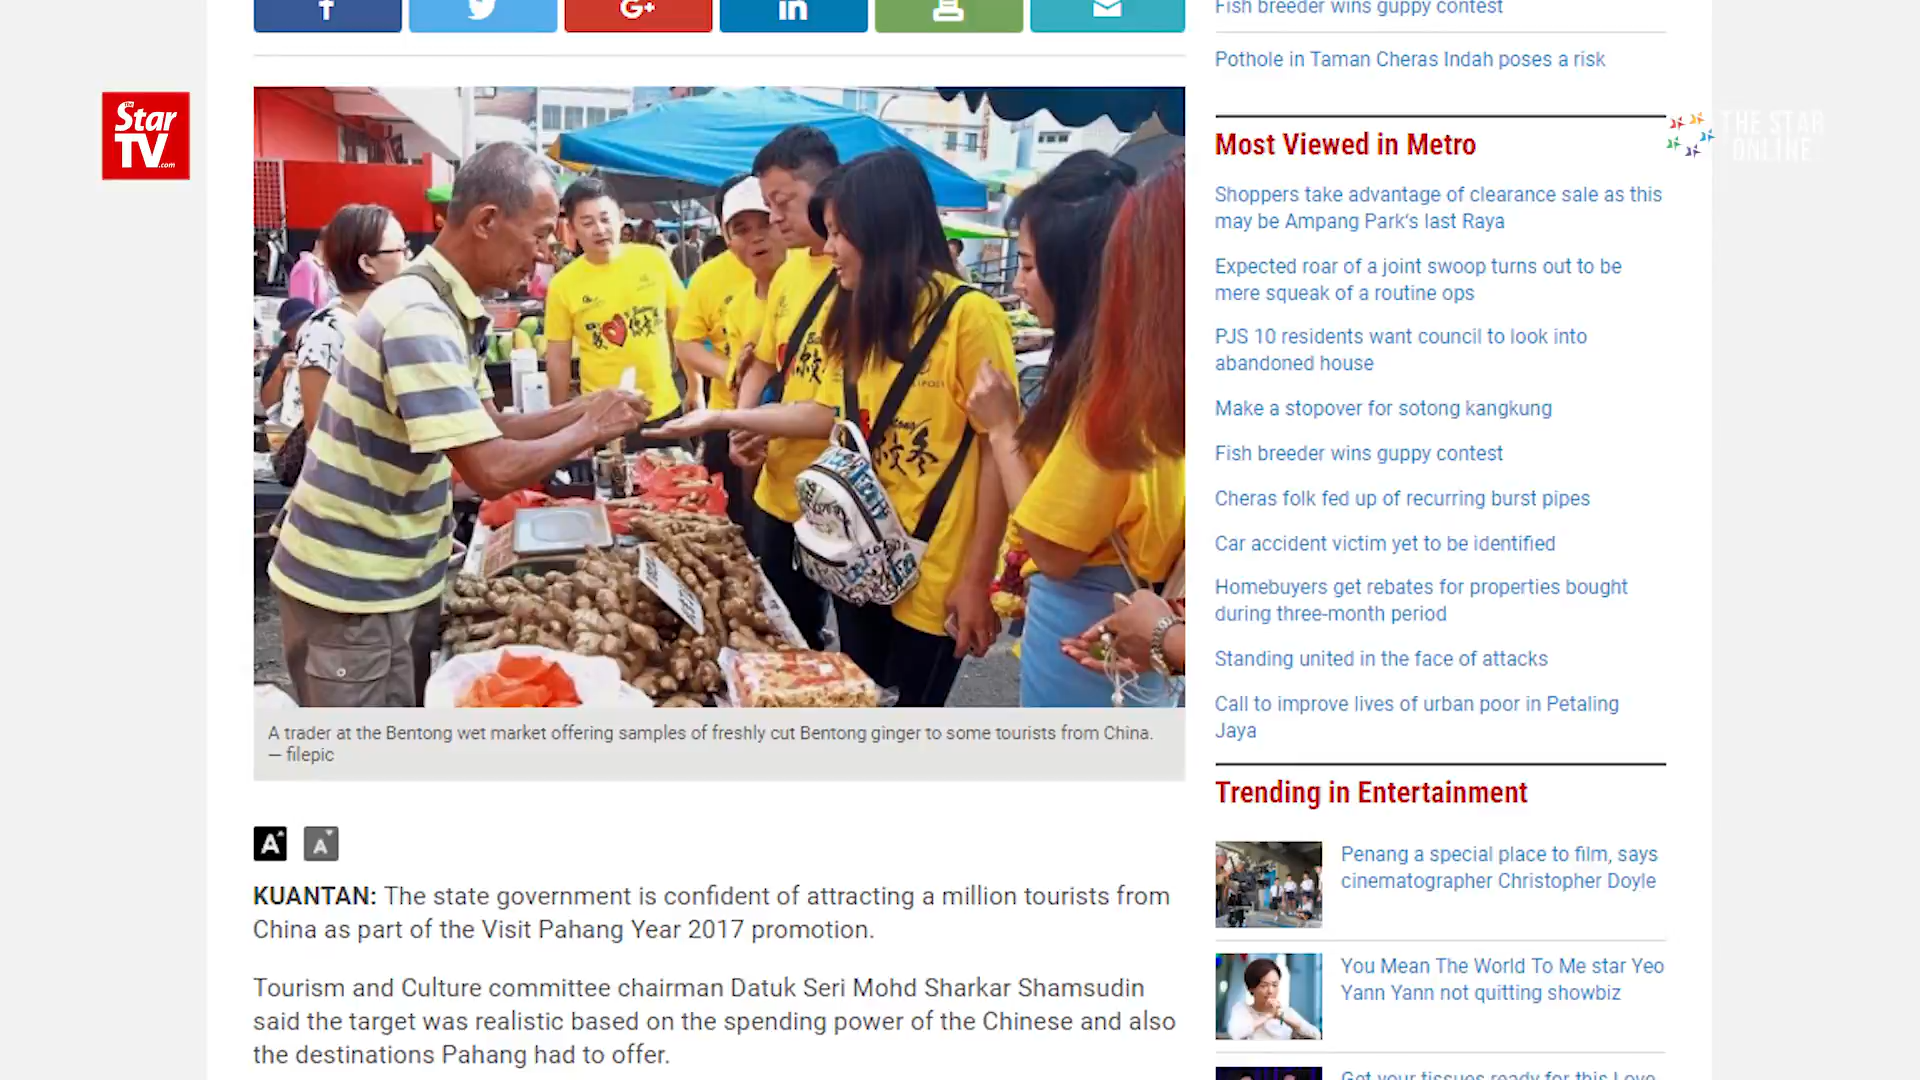 Fish breeder wins guppy contest
Pothole in Taman Cheras Indah poses a risk
The Star
TV.com
THE STAR
ONLINE
Most Viewed in Metro
Shoppers take advantage of clearance sale as this
may be Ampang Park's last Raya
Expected roar of a joint swoop turns out to be
mere squeak of a routine ops
PJS 10 residents want council to look into
abandoned house
Make a stopover for sotong kangkung
Fish breeder wins guppy contest
Cheras folk fed up of recurring burst pipes
Car accident victim yet to be identified
Homebuyers get rebates for properties bought
during three-month period
Standing united in the face of attacks
Call to improve lives of urban poor in Petaling
Jaya
A trader at the Bentong wet market offering samples of freshly cut Bentong ginger to some tourists from China.
— filepic
Trending in Entertainment
Penang a special place to film, says
cinematographer Christopher Doyle
You Mean The World To Me star Yeo
Yann Yann not quitting showbiz
Get your tissues ready for this Love
A A
KUANTAN: The state government is confident of attracting a million tourists from
China as part of the Visit Pahang Year 2017 promotion.
Tourism and Culture committee chairman Datuk Seri Mohd Sharkar Shamsudin
said the target was realistic based on the spending power of the Chinese and also
the destinations Pahang had to offer.